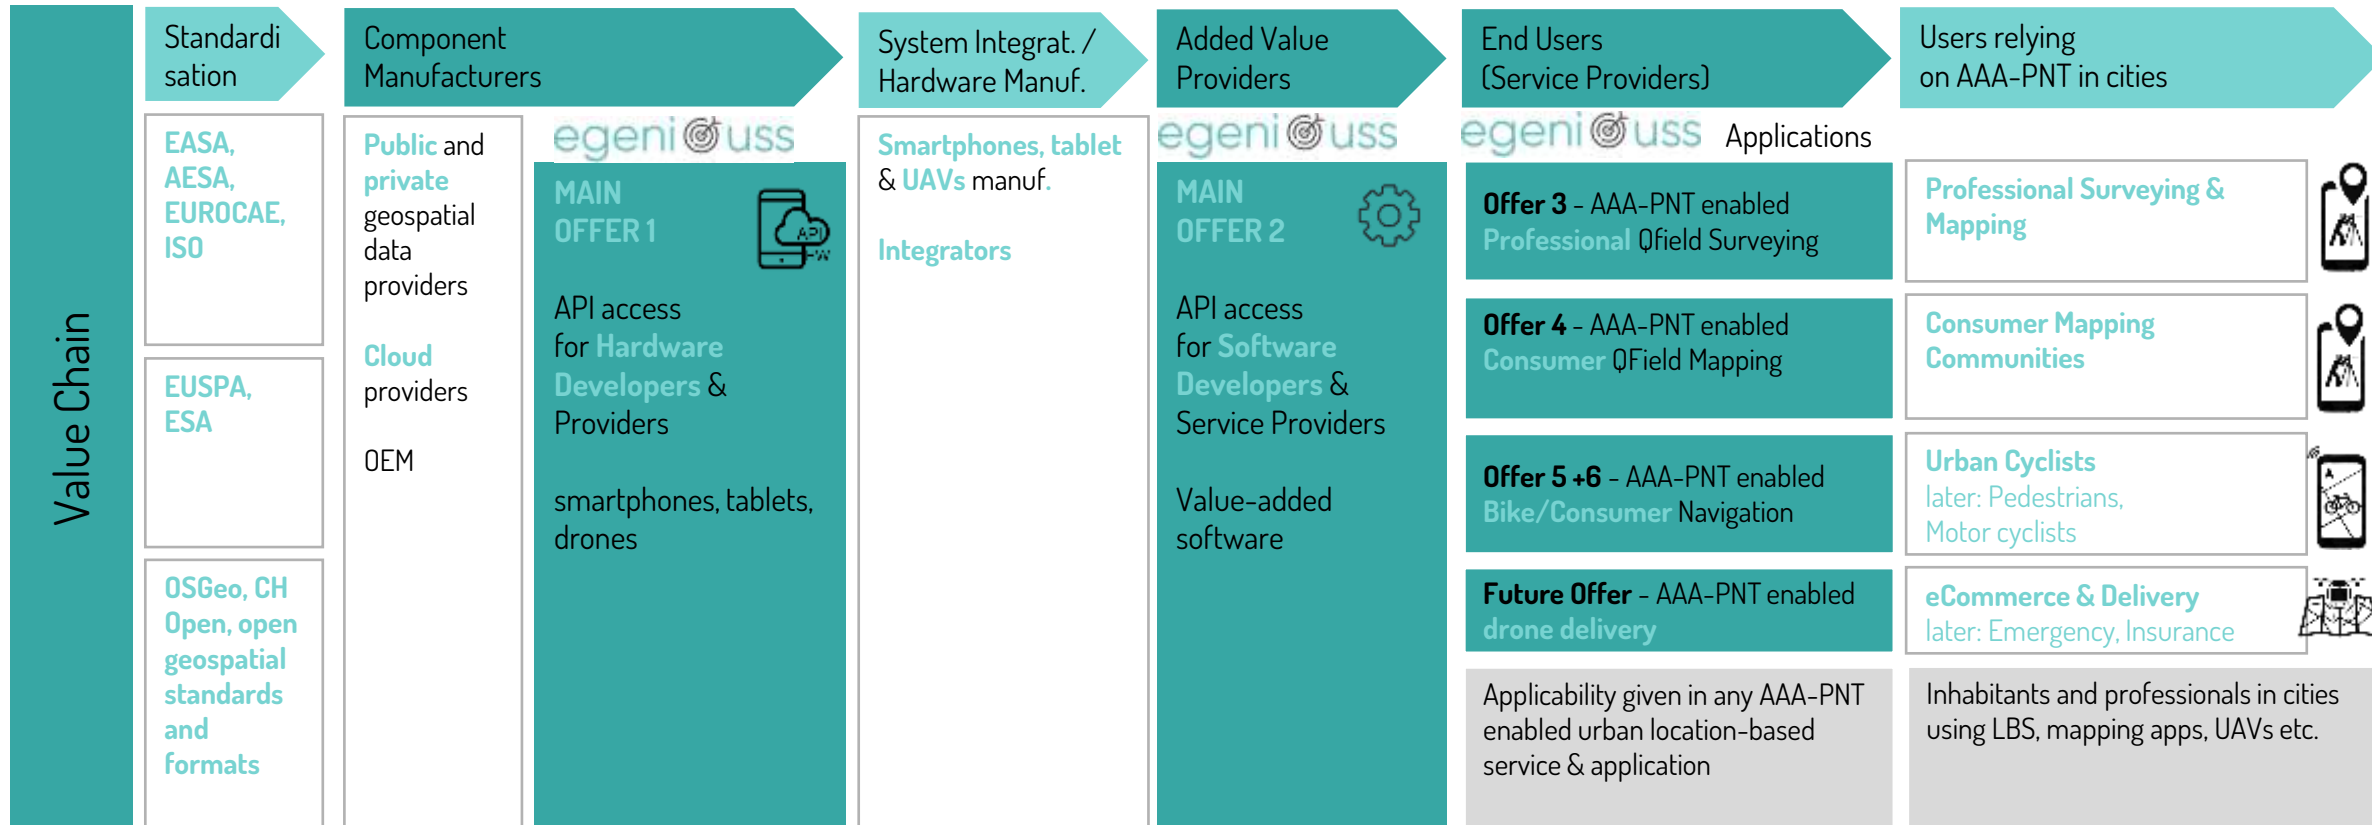 Value Chain
Standardi
sation
EASA,
AESA,
EUROCAE,
ISO
EUSPA,
ESA
OSGeo, CH
Open, open
geospatial
standards
and
formats
Component
Manufacturers
Public and
private
geospatial
data
providers
Cloud
providers
OEM
egeniouss
MAIN
OFFER 1
API
HW
API access
for Hardware
Developers &
Providers
smartphones, tablets,
drones
System Integrat. /
Hardware Manuf.
Smartphones, tablet
& UAVs manuf.
Integrators
Added Value
Providers
egeniouss
MAIN
OFFER 2
API access
for Software
Developers &
Service Providers
Value-added
software
End Users
(Service Providers)
egeniouss Applications
Offer 3 - AAA-PNT enabled
Professional Qfield Surveying
Offer 4 - AAA-PNT enabled
Consumer QField Mapping
Offer 5 +6 - AAA-PNT enabled
Bike/Consumer Navigation
Future Offer - AAA-PNT enabled
drone delivery
Applicability given in any AAA-PNT
enabled urban location-based
service & application
Users relying
on AAA-PNT in cities
Professional Surveying &
Mapping
Consumer Mapping
Communities
Urban Cyclists
later: Pedestrians,
Motor cyclists
A
eCommerce & Delivery
later: Emergency, Insurance
Inhabitants and professionals in cities
using LBS, mapping apps, UAVs etc.